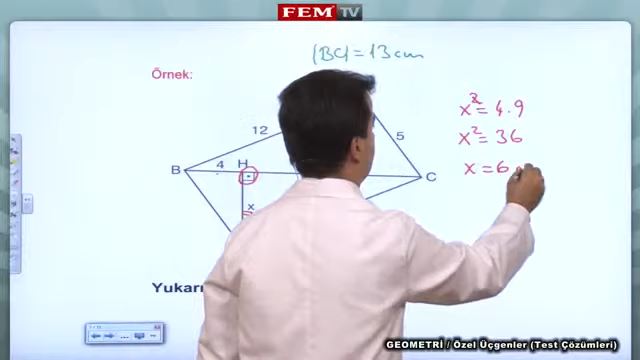 FEM TV
|BC| = 13 cm
Örnek:
x² = 4.9
12
5
x² = 36
B
4
H
x = 6
C
x
Yukarı
GEOMETRİ / Özel Üçgenler (Test Çözümleri)